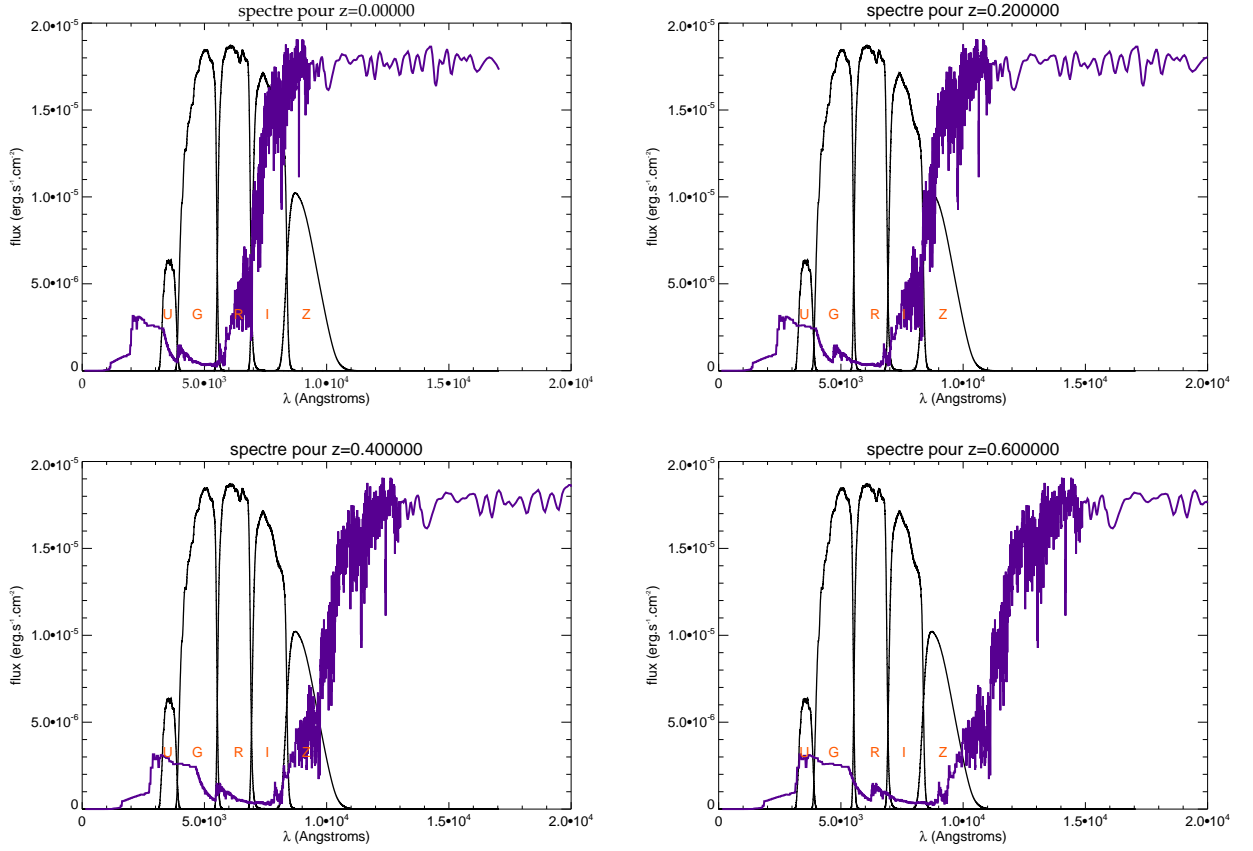 spectre pour z=0.00000
2.0•10⁻⁵
1.5•10⁻⁵
1.0•10⁻⁵
5.0•10⁻⁶
0
flux (erg.s⁻¹.cm⁻²)
U G R I Z
0 5.0•10³ 1.0•10⁴ 1.5•10⁴ 2.0•10⁴
λ (Angstroms)
spectre pour z=0.200000
2.0•10⁻⁵
1.5•10⁻⁵
1.0•10⁻⁵
5.0•10⁻⁶
0
flux (erg.s⁻¹.cm⁻²)
U G R I Z
0 5.0•10³ 1.0•10⁴ 1.5•10⁴ 2.0•10⁴
λ (Angstroms)
spectre pour z=0.400000
2.0•10⁻⁵
1.5•10⁻⁵
1.0•10⁻⁵
5.0•10⁻⁶
0
flux (erg.s⁻¹.cm⁻²)
U G R I Z
0 5.0•10³ 1.0•10⁴ 1.5•10⁴ 2.0•10⁴
λ (Angstroms)
spectre pour z=0.600000
2.0•10⁻⁵
1.5•10⁻⁵
1.0•10⁻⁵
5.0•10⁻⁶
0
flux (erg.s⁻¹.cm⁻²)
U G R I Z
0 5.0•10³ 1.0•10⁴ 1.5•10⁴ 2.0•10⁴
λ (Angstroms)